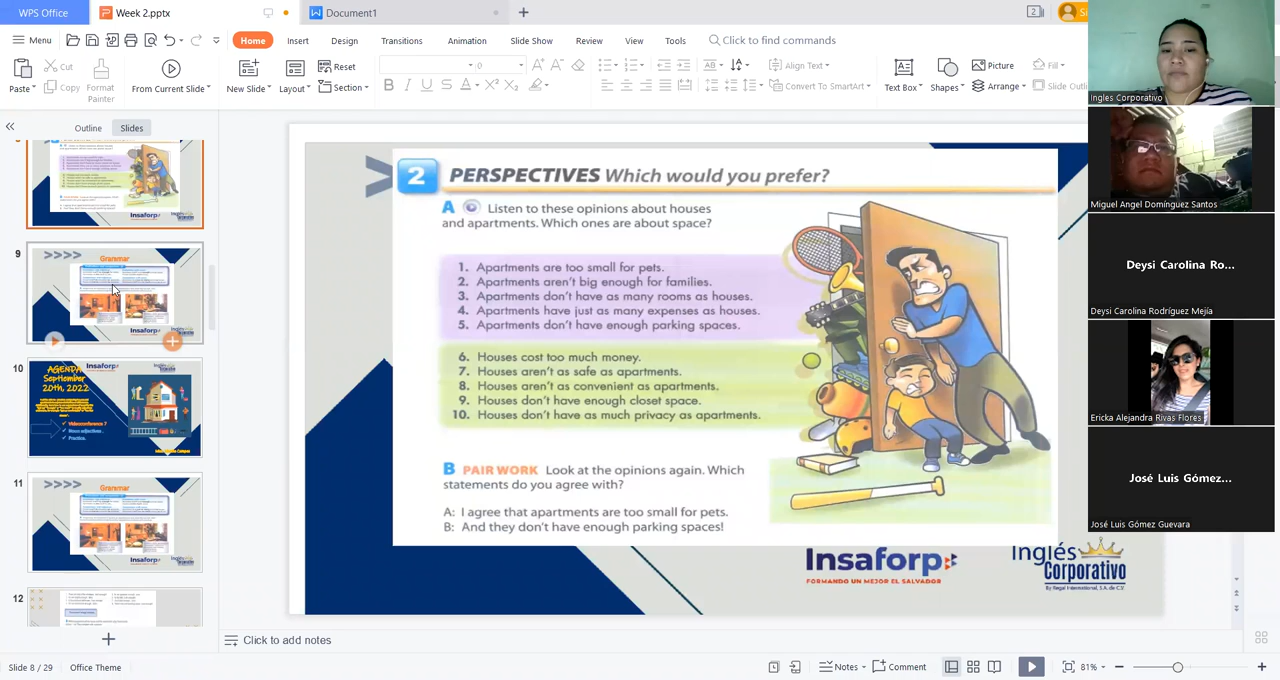 WPS Office
Week 2.pptx
Document1
Menu
Home
Insert
Design
Transitions
Animation
Slide Show
Review
View
Tools
Click to find commands
Paste
Cut
Copy
Format Painter
From Current Slide
New Slide
Layout
Reset
Section
0
Align Text
Convert To SmartArt
Text Box
Shapes
Picture
Arrange
Fill
Outline
Slides
9
Grammar
10
AGENDA
September
20th, 2022
Videoconference ?
Practice.
11
Grammar
12
2 PERSPECTIVES Which would you prefer?
A Listen to these opinions about houses
and apartments. Which ones are about space?
1. Apartments are too small for pets.
2. Apartments aren't big enough for families.
3. Apartments don't have as many rooms as houses.
4. Apartments have just as many expenses as houses.
5. Apartments don't have enough parking spaces.
6. Houses cost too much money.
7. Houses aren't as safe as apartments.
8. Houses aren't as convenient as apartments.
9. Houses don't have enough closet space.
10. Houses don't have as much privacy as apartments.
B PAIR WORK Look at the opinions again. Which
statements do you agree with?
A: I agree that apartments are too small for pets.
B: And they don't have enough parking spaces!
Insaforp
FORMANDO UN MEJOR EL SALVADOR
Inglés
Corporativo
By Regal International, S.A. de C.V.
Ingles Corporativo
Miguel Angel Domínguez Santos
Deysi Carolina Ro...
Deysi Carolina Rodríguez Mejía
Ericka Alejandra Rivas Flores
José Luis Gómez...
José Luis Gómez Guevara
Click to add notes
Slide 8 / 29
Office Theme
Notes
Comment
81%